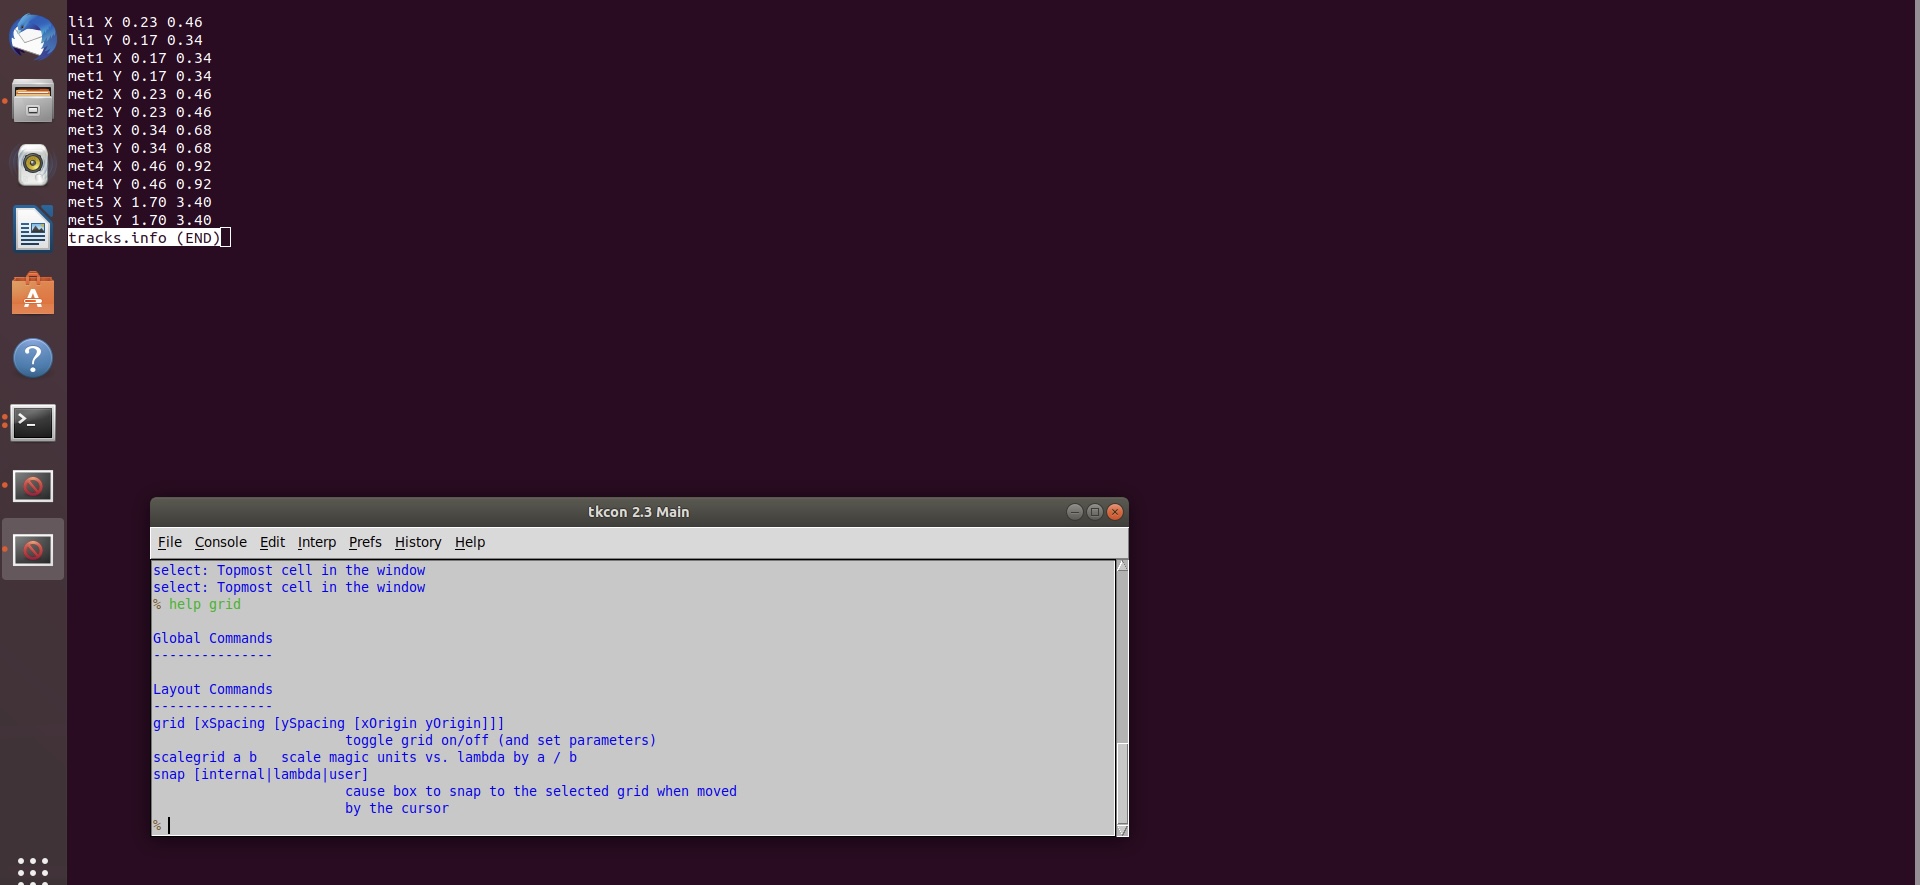 li1 X 0.23 0.46
li1 Y 0.17 0.34
met1 X 0.17 0.34
met1 Y 0.17 0.34
met2 X 0.23 0.46
met2 Y 0.23 0.46
met3 X 0.34 0.68
met3 Y 0.34 0.68
met4 X 0.46 0.92
met4 Y 0.46 0.92
met5 X 1.70 3.40
met5 Y 1.70 3.40
tracks.info (END)
tkcon 2.3 Main
File Console Edit Interp Prefs History Help
select: Topmost cell in the window
select: Topmost cell in the window
% help grid
Global Commands
---------------
Layout Commands
---------------
grid [xSpacing [ySpacing [xOrigin yOrigin]]]
toggle grid on/off (and set parameters)
scalegrid a b   scale magic units vs. lambda by a / b
snap [internal|lambda|user]
cause box to snap to the selected grid when moved
by the cursor
%